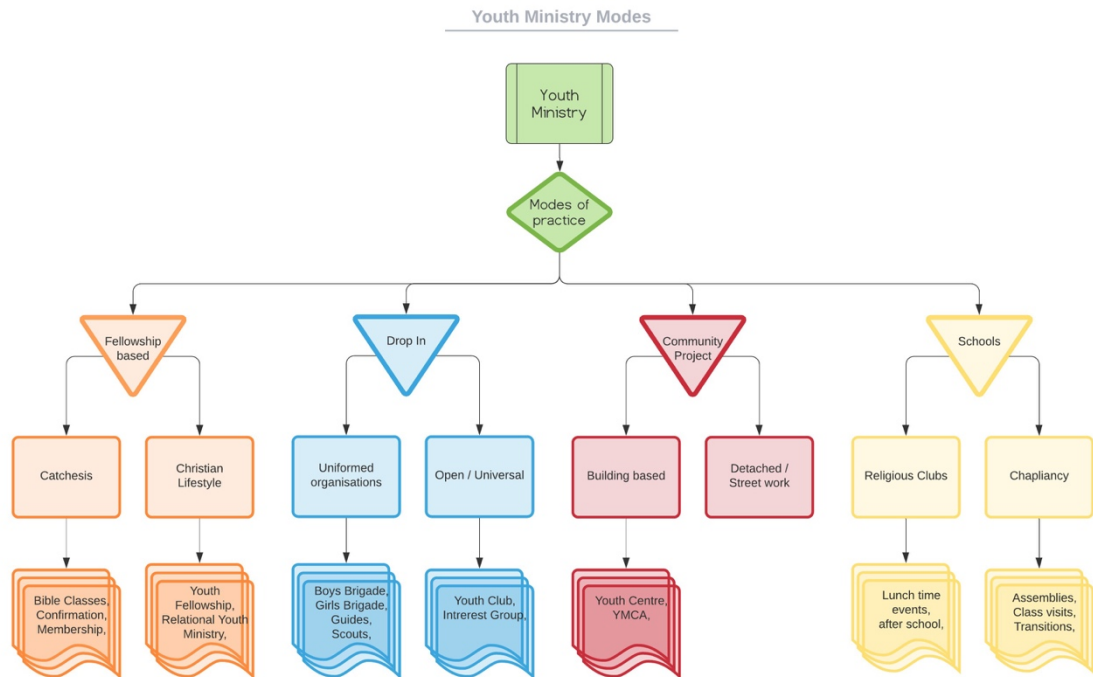 Youth Ministry Modes
Youth
Ministry
Modes of
practice
Fellowship
based
Drop In
Community
Project
Schools
Catchesis
Christian
Lifestyle
Uniformed
organisations
Open / Universal
Building based
Detached /
Street work
Religious Clubs
Chapliancy
Bible Classes,
Confirmation,
Membership,
Youth
Fellowship,
Relational Youth
Ministry,
Boys Brigade,
Girls Brigade,
Guides,
Scouts,
Youth Club,
Intrerest Group,
Youth Centre,
YMCA,
Lunch time
events,
after school,
Assemblies,
Class visits,
Transitions,